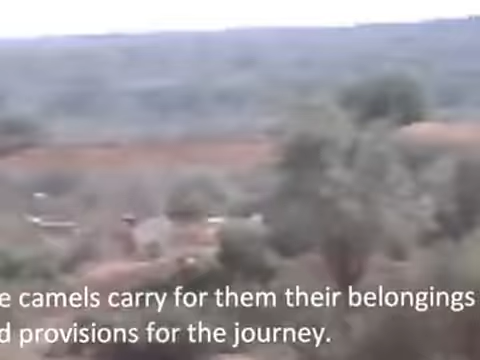 e camels carry for them their belongings
d provisions for the journey.